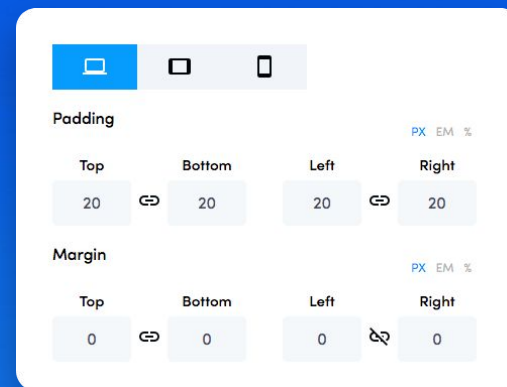 Padding
PX EM %
Top Bottom Left Right
20 20 20 20
Margin
PX EM %
Top Bottom Left Right
0 0 0 0